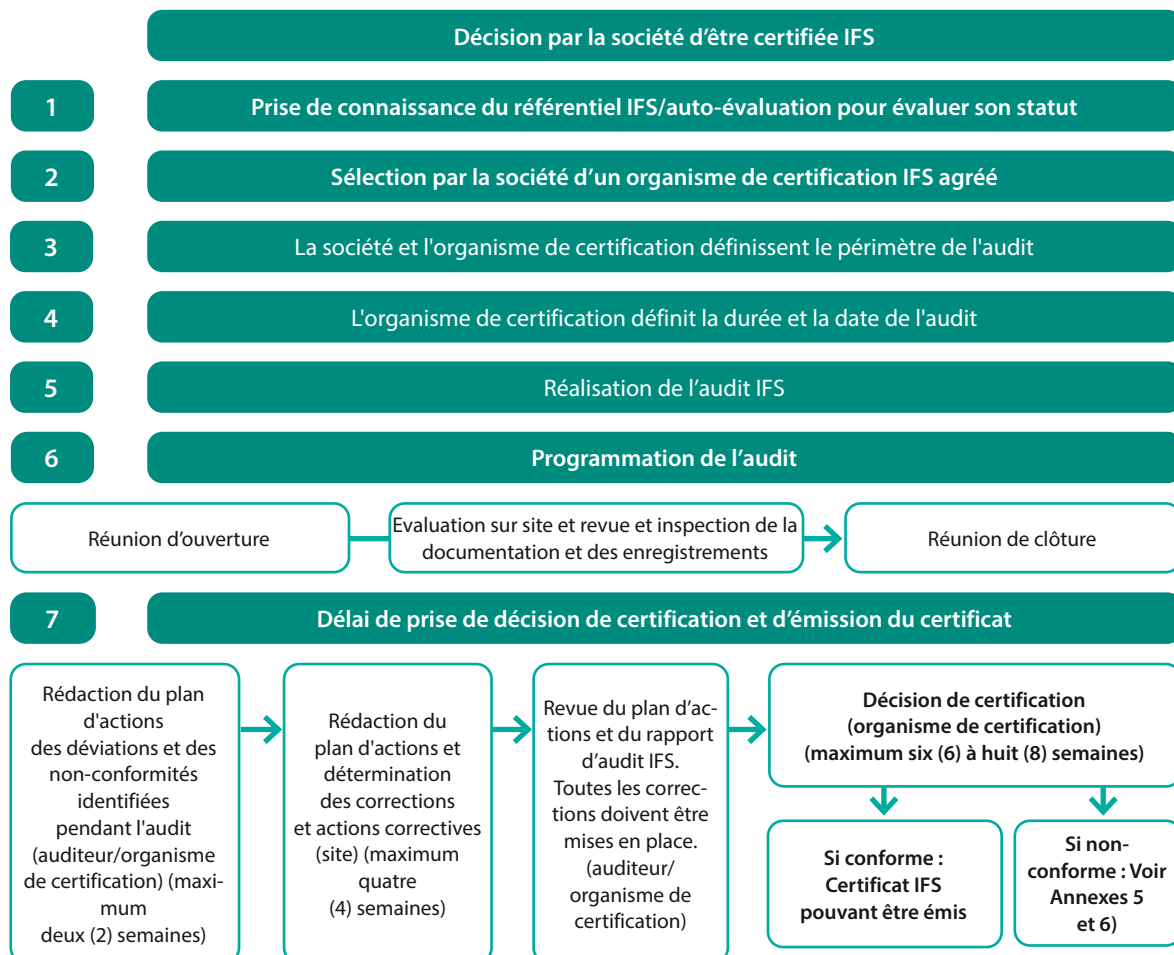 Décision par la société d'être certifiée IFS
1
Prise de connaissance du référentiel IFS/auto-évaluation pour évaluer son statut
2
Sélection par la société d'un organisme de certification IFS agréé
3
La société et l'organisme de certification définissent le périmètre de l'audit
4
L'organisme de certification définit la durée et la date de l'audit
5
Réalisation de l'audit IFS
6
Programmation de l'audit
Réunion d'ouverture
Evaluation sur site et revue et inspection de la
documentation et des enregistrements
Réunion de clôture
7
Délai de prise de décision de certification et d'émission du certificat
Rédaction du plan
d'actions
des déviations et des
non-conformités
identifiées
pendant l'audit
(auditeur/organisme
de certification) (maxi-
mum
deux (2) semaines)
Rédaction du
plan d'actions et
détermination
des corrections
et actions correctives
(site) (maximum
quatre
(4) semaines)
Revue du plan d'ac-
tions et du rapport
d'audit IFS.
Toutes les correc-
tions doivent être
mises en place.
(auditeur/
organisme de
certification)
Décision de certification
(organisme de certification)
(maximum six (6) à huit (8) semaines)
Si conforme :
Certificat IFS
pouvant être émis
Si non-
conforme : Voir
Annexes 5
et 6)